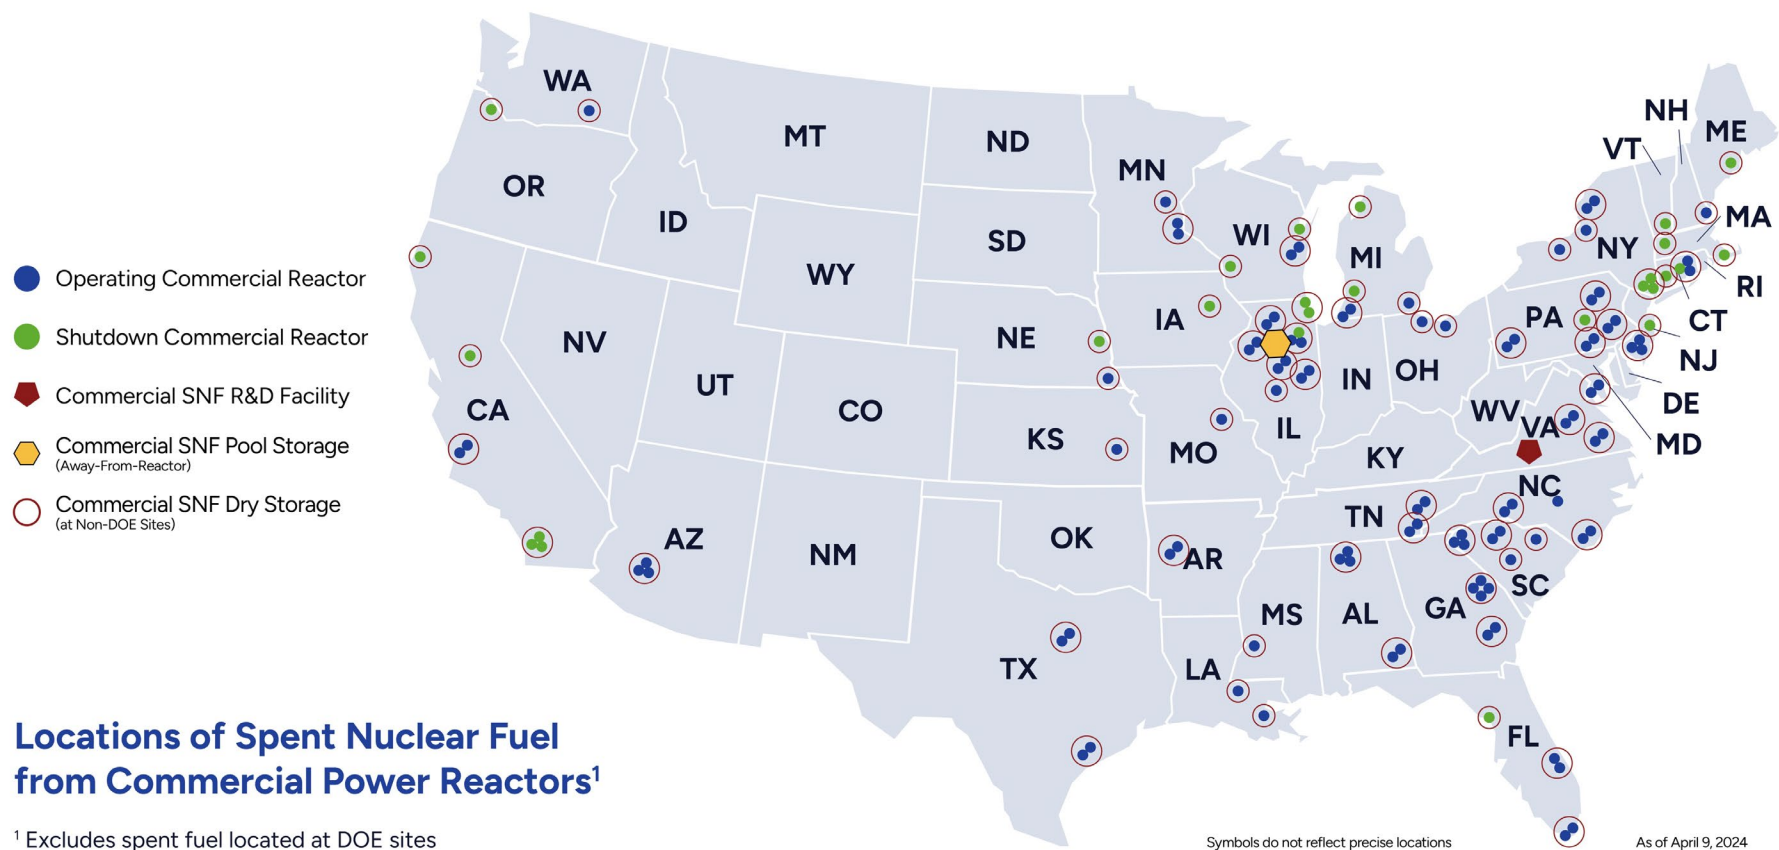 WA
OR
ID
MT
ND
MN
WI
MI
NH
VT
ME
MA
NY
RI
CT
NJ
DE
MD
PA
SD
WY
IA
NE
NV
UT
CO
CA
KS
MO
IL
IN
OH
WV
VA
KY
NC
TN
AZ
NM
OK
AR
MS
AL
GA
SC
TX
LA
FL
Operating Commercial Reactor
Shutdown Commercial Reactor
Commercial SNF R&D Facility
Commercial SNF Pool Storage
(Away-From-Reactor)
Commercial SNF Dry Storage
(at Non-DOE Sites)
Locations of Spent Nuclear Fuel
from Commercial Power Reactors¹
¹ Excludes spent fuel located at DOE sites
Symbols do not reflect precise locations
As of April 9, 2024